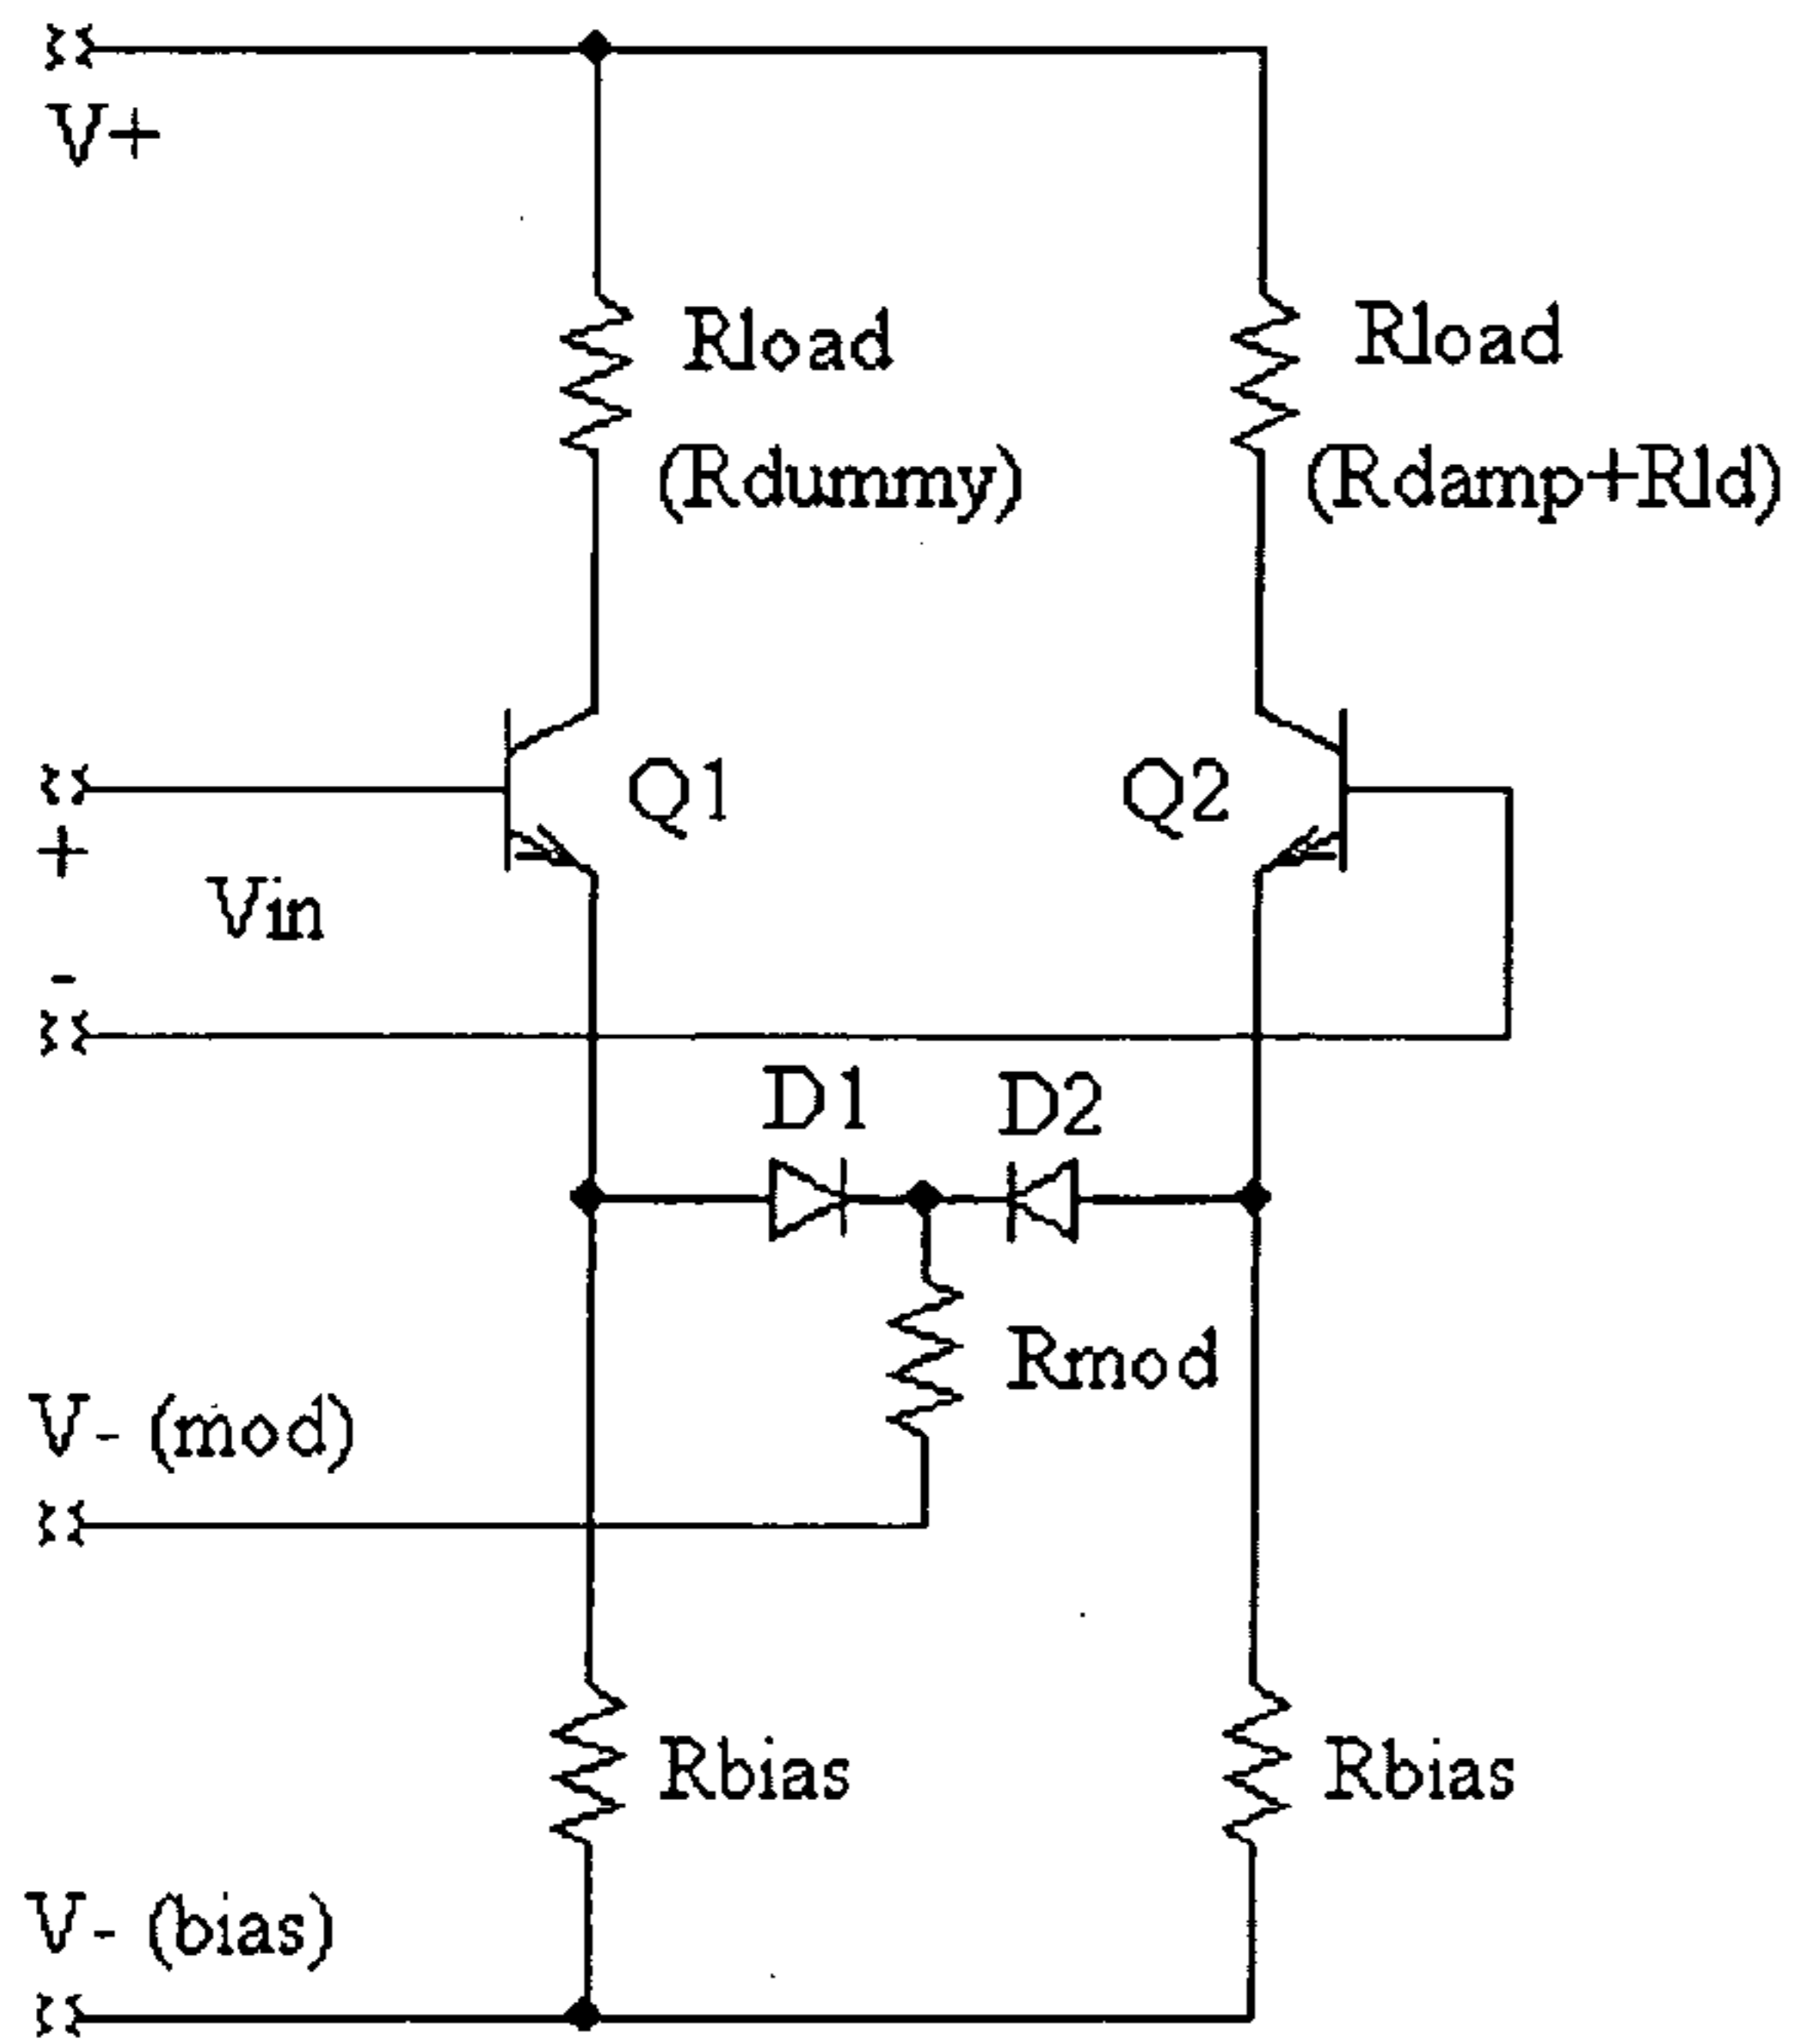 V+
Rload
(Rdummy)
Rload
(Rdamp+Rld)
Q1
Q2
+
Vin
-
D1
D2
Rmod
V- (mod)
Rbias
Rbias
V- (bias)